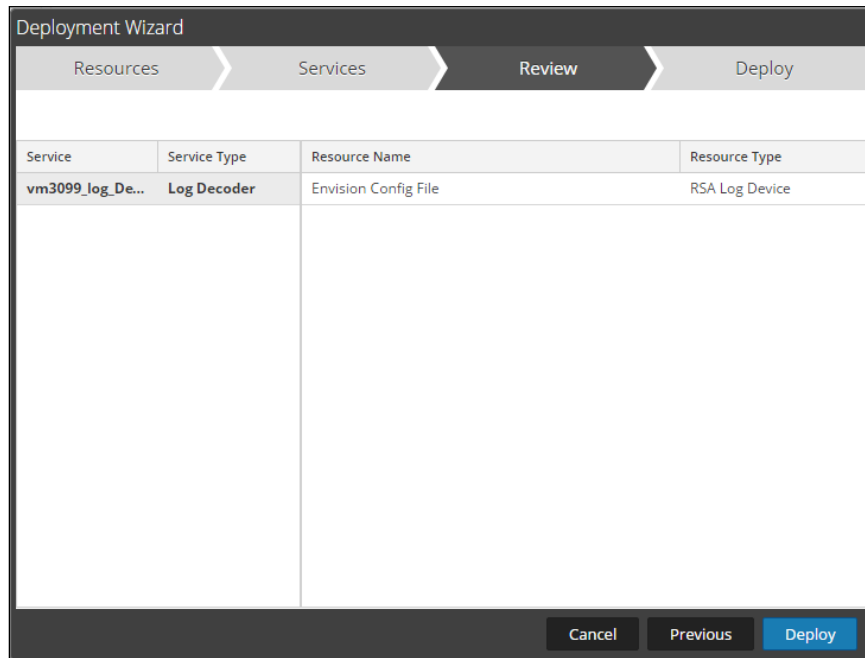 Deployment Wizard
Resources Services Review Deploy
Service Service Type Resource Name Resource Type
vm3099_log_De... Log Decoder Envision Config File RSA Log Device
Cancel Previous Deploy